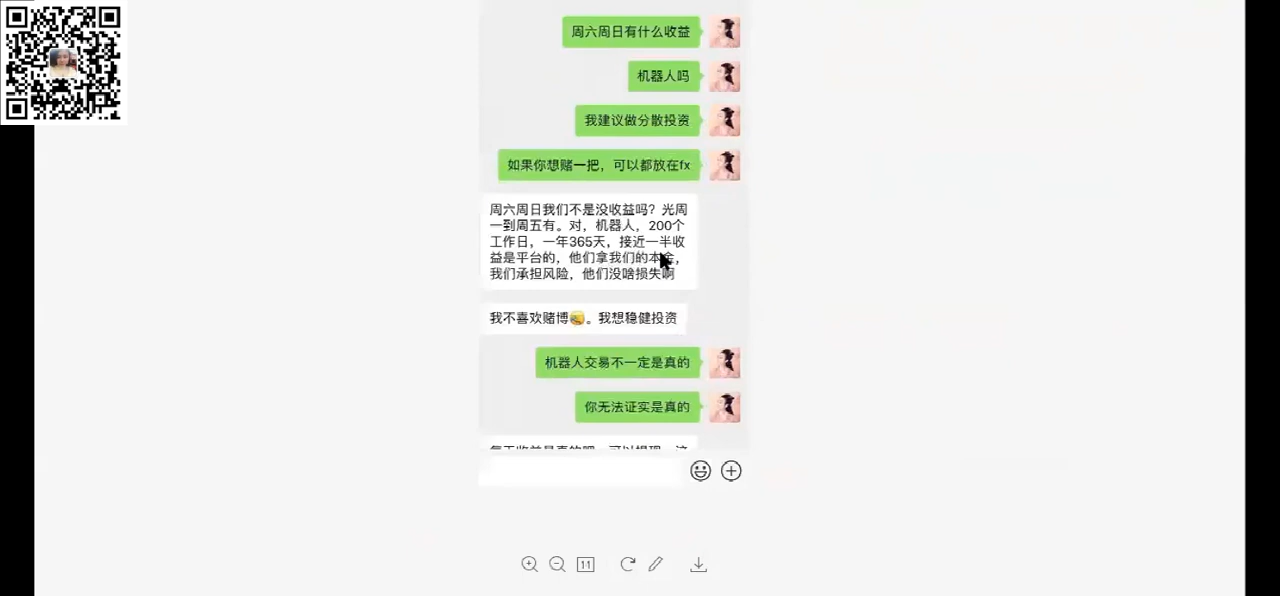 周六周日有什么收益
机器人吗
我建议做分散投资
如果你想赌一把，可以都放在fx
周六周日我们不是没收益吗？光周
一到周五有。对，机器人，200个
工作日，一年365天，接近一半收
益是平台的，他们拿我们的本金，
我们承担风险，他们没啥损失啊
我不喜欢赌博。我想稳健投资
机器人交易不一定是真的
你无法证实是真的
1:1